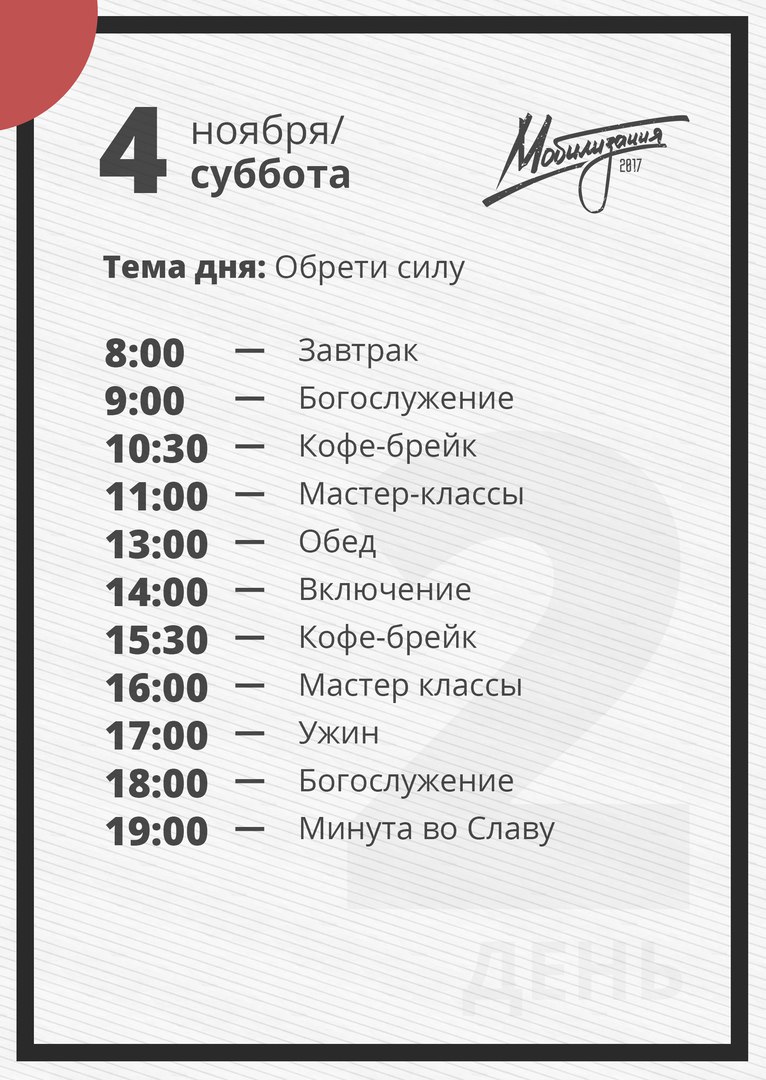 4 ноября/
суббота
Мобилизация
2017
Тема дня: Обрети силу
8:00 — Завтрак
9:00 — Богослужение
10:30 — Кофе-брейк
11:00 — Мастер-классы
13:00 — Обед
14:00 — Включение
15:30 — Кофе-брейк
16:00 — Мастер классы
17:00 — Ужин
18:00 — Богослужение
19:00 — Минута во Славу
2
ДЕНЬ